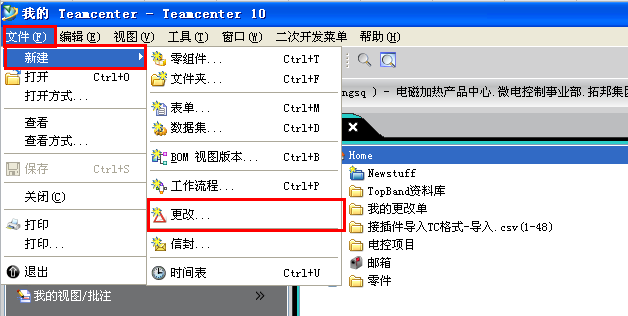 我的 Teamcenter - Teamcenter 10
文件(F) 编辑(E) 视图(V) 工具(T) 窗口(W) 二次开发菜单 帮助(H)
新建
打开 Ctrl+O
打开方式...
查看
查看方式...
保存 Ctrl+S
关闭(C)
打印
打印...
退出
我的视图/批注 »
零组件... Ctrl+T
文件夹... Ctrl+F
表单... Ctrl+M
数据集... Ctrl+D
BOM 视图版本... Ctrl+B
工作流程... Ctrl+P
更改...
信封...
时间表 Ctrl+U
ngsq ) - 电磁加热产品中心.微电控制事业部.拓邦集团
Home
Newstuff
TopBand资料库
我的更改单
接插件导入TC格式-导入.csv(1-48)
电控项目
邮箱
零件